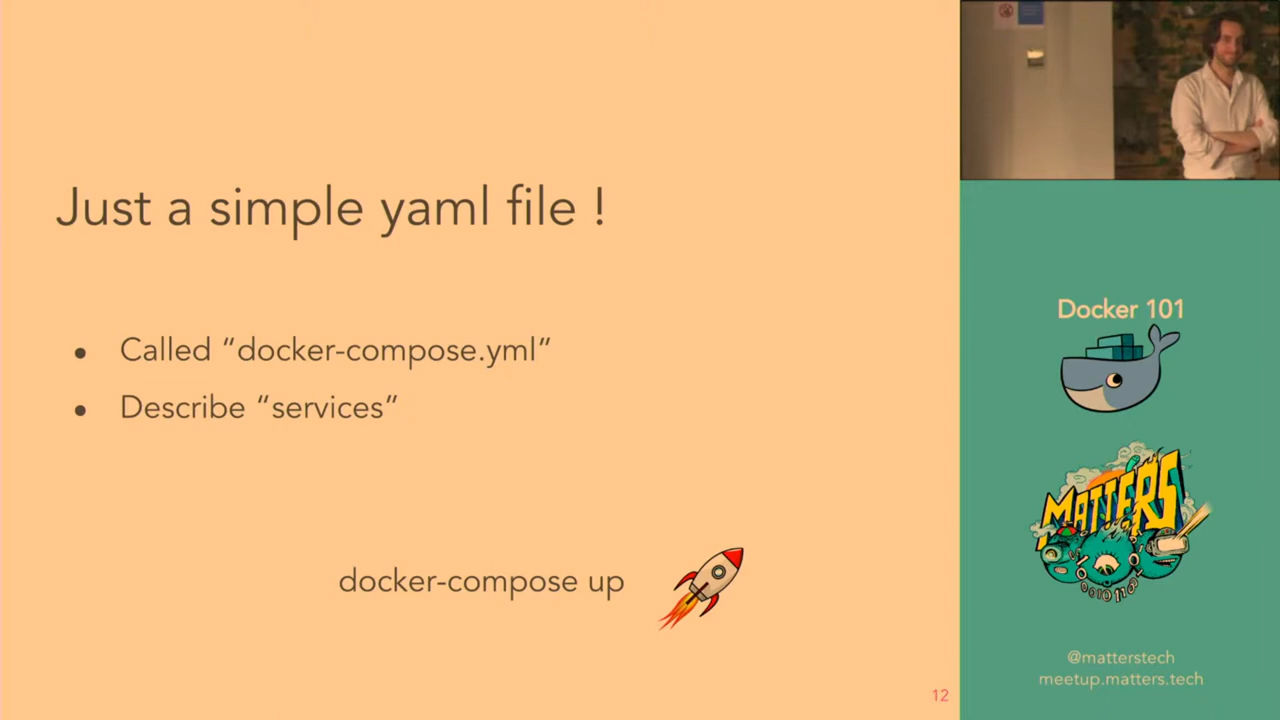 Just a simple yaml file !
● Called “docker-compose.yml”
● Describe “services”
docker-compose up
12
Docker 101
MATTERS
@matterstech
meetup.matters.tech